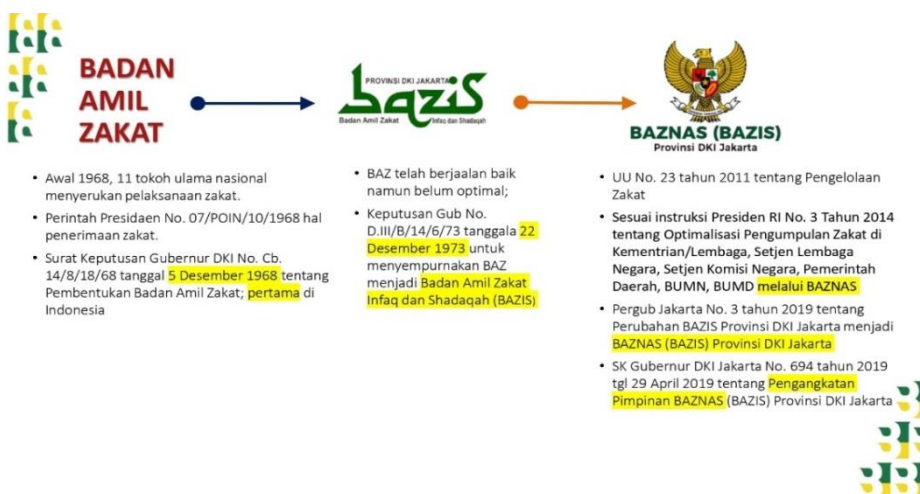 BADAN
AMIL
ZAKAT
• Awal 1968, 11 tokoh ulama nasional
menyerukan pelaksanaan zakat.
• Perintah Presidaen No. 07/POIN/10/1968 hal
penerimaan zakat.
• Surat Keputusan Gubernur DKI No. Cb.
14/8/18/68 tanggal 5 Desember 1968 tentang
Pembentukan Badan Amil Zakat; pertama di
Indonesia
PROVINSI DKI JAKARTA
bazis
Badan Amil Zakat Infaq dan Shadaqah
• BAZ telah berjaalan baik
namun belum optimal;
• Keputusan Gub No.
D.III/B/14/6/73 tanggala 22
Desember 1973 untuk
menyempurnakan BAZ
menjadi Badan Amil Zakat
Infaq dan Shadaqah (BAZIS)
BAZNAS (BAZIS)
Provinsi DKI Jakarta
• UU No. 23 tahun 2011 tentang Pengelolaan
Zakat
• Sesuai instruksi Presiden RI No. 3 Tahun 2014
tentang Optimalisasi Pengumpulan Zakat di
Kementrian/Lembaga, Setjen Lembaga
Negara, Setjen Komisi Negara, Pemerintah
Daerah, BUMN, BUMD melalui BAZNAS
• Pergub Jakarta No. 3 tahun 2019 tentang
Perubahan BAZIS Provinsi DKI Jakarta menjadi
BAZNAS (BAZIS) Provinsi DKI Jakarta
• SK Gubernur DKI Jakarta No. 694 tahun 2019
tgl 29 April 2019 tentang Pengangkatan
Pimpinan BAZNAS (BAZIS) Provinsi DKI Jakarta